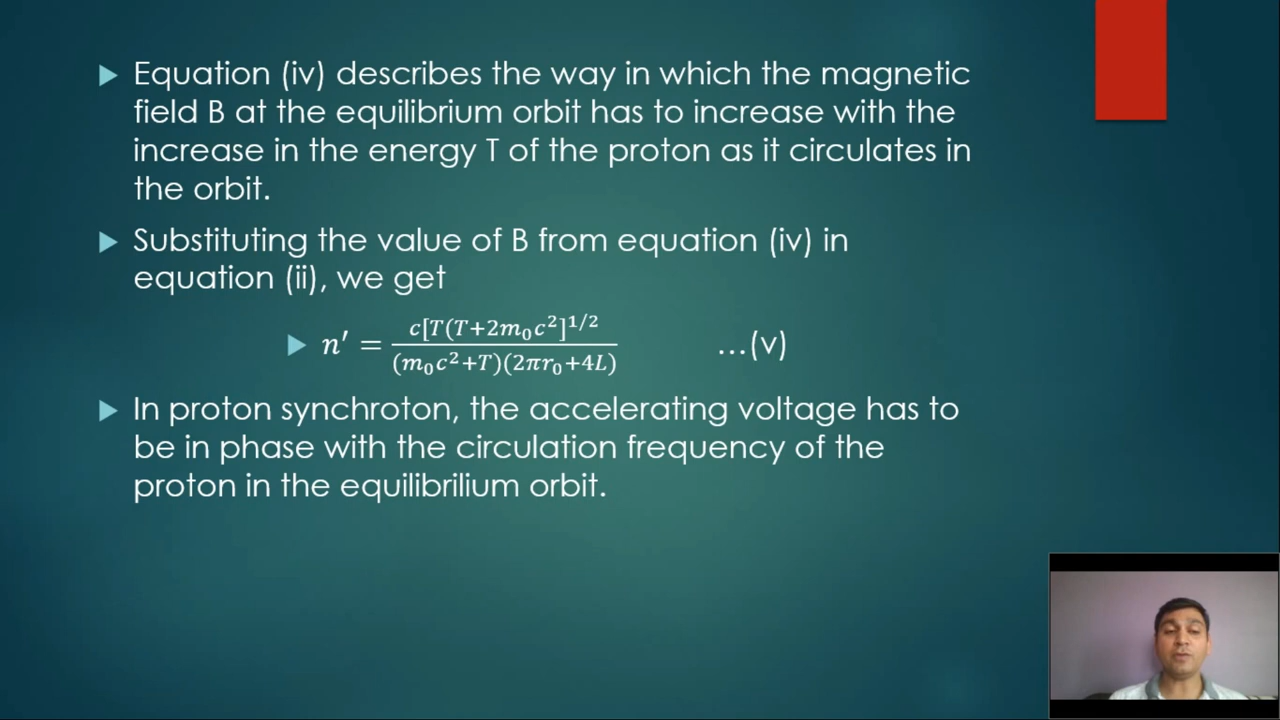 Equation (iv) describes the way in which the magnetic
field B at the equilibrium orbit has to increase with the
increase in the energy T of the proton as it circulates in
the orbit.
Substituting the value of B from equation (iv) in
equation (ii), we get
n′ = c[T(T+2m₀c²]^1/2 / (m₀c²+T)(2πr₀+4L) …(v)
In proton synchroton, the accelerating voltage has to
be in phase with the circulation frequency of the
proton in the equilibrilium orbit.